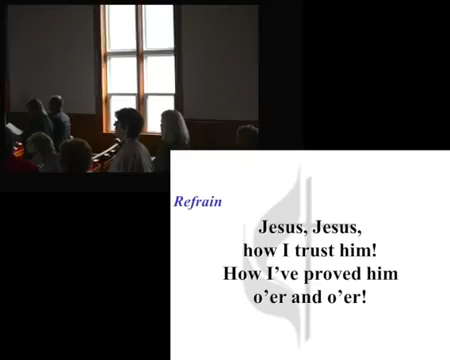 Refrain
Jesus, Jesus,
how I trust him!
How I've proved him
o'er and o'er!